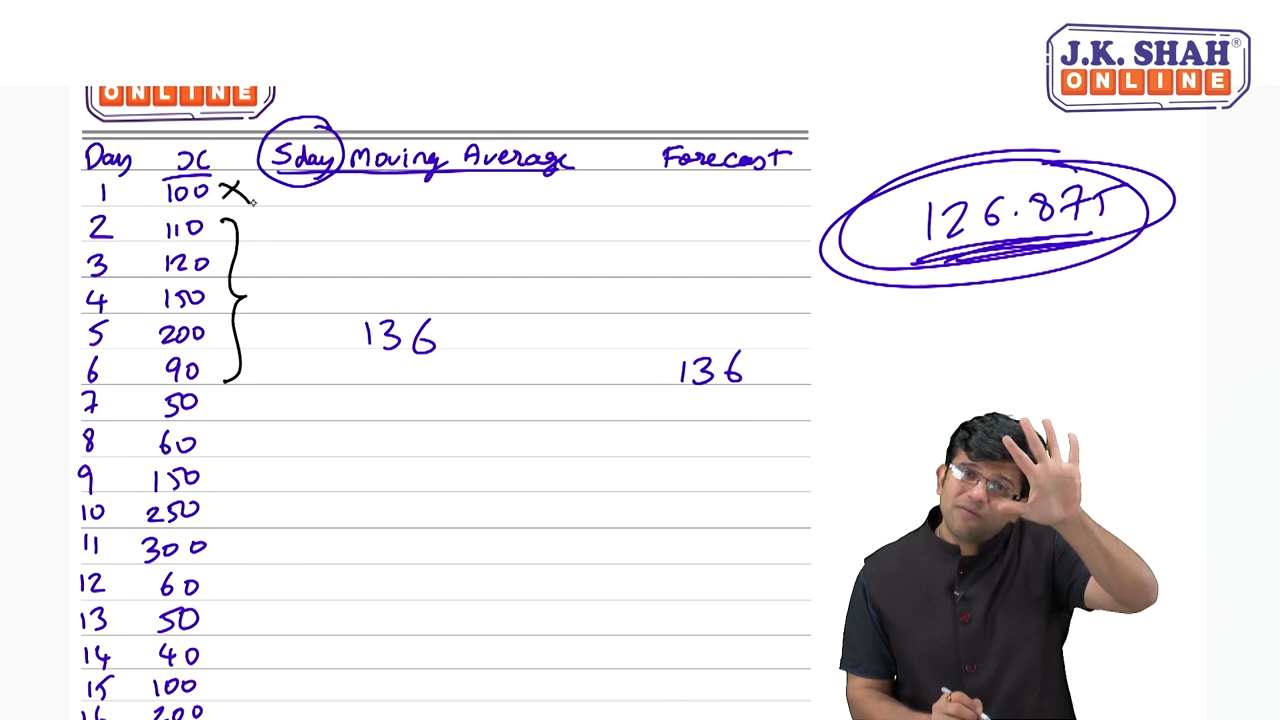 J.K. SHAH®
ONLINE
ONLINE
Day x 5day Moving Average Forecast
1 100 ×
2 110
3 120
4 150
5 200 136
6 90 136
7 50
8 60
9 150
10 250
11 300
12 60
13 50
14 40
15 100
16 200
126.875